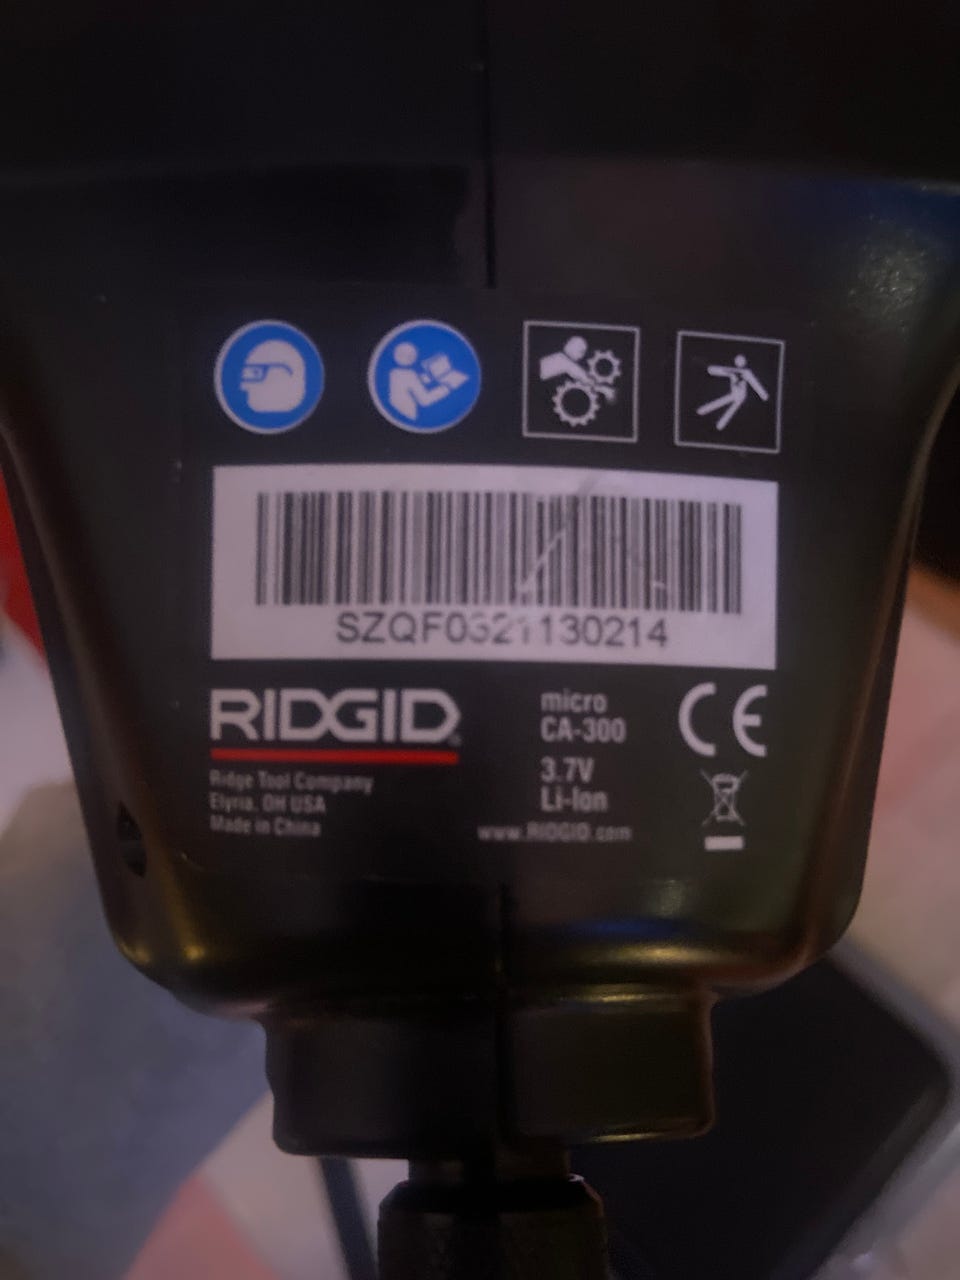 SZQF0321130214
RIDGID
micro
CA-300
3.7V
Li-Ion
Ridge Tool Company
Elyria, OH USA
Made in China
www.RIDGID.com
CE